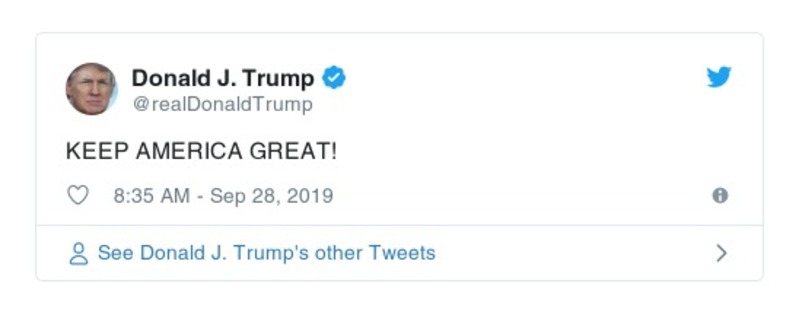 Donald J. Trump
@realDonaldTrump
KEEP AMERICA GREAT!
8:35 AM - Sep 28, 2019
See Donald J. Trump's other Tweets